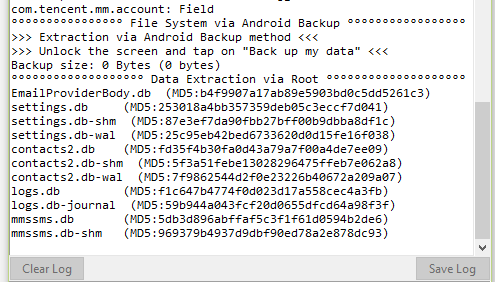 com.tencent.mm.account: Field
°°°°°°°°°°°°°°°° File System via Android Backup °°°°°°°°°°°°°°°°
>>> Extraction via Android Backup method <<<
>>> Unlock the screen and tap on "Back up my data" <<<
Backup size: 0 Bytes (0 bytes)
°°°°°°°°°°°°°°°°°°° Data Extraction via Root °°°°°°°°°°°°°°°°°°°°
EmailProviderBody.db (MD5:b4f9907a17ab89e5903bd0c5dd5261c3)
settings.db (MD5:253018a4bb357359deb05c3eccf7d041)
settings.db-shm (MD5:87e3ef7da90fbb27bff00b9dbba8df1c)
settings.db-wal (MD5:25c95eb42bed6733620d0d15fe16f038)
contacts2.db (MD5:fd35f4b30fa0d43a79a7f00a4de7ee09)
contacts2.db-shm (MD5:5f3a51febe13028296475ffeb7e062a8)
contacts2.db-wal (MD5:7f9862544d2f0e23226b40672a209a07)
logs.db (MD5:f1c647b4774f0d023d17a558cec4a3fb)
logs.db-journal (MD5:59b944a043fcf20d0655dfcd64a98f3f)
mmssms.db (MD5:5db3d896abffaf5c3f1f61d0594b2de6)
mmssms.db-shm (MD5:969379b4937d9dbf90ed78a2e878dc93)
Clear Log
Save Log